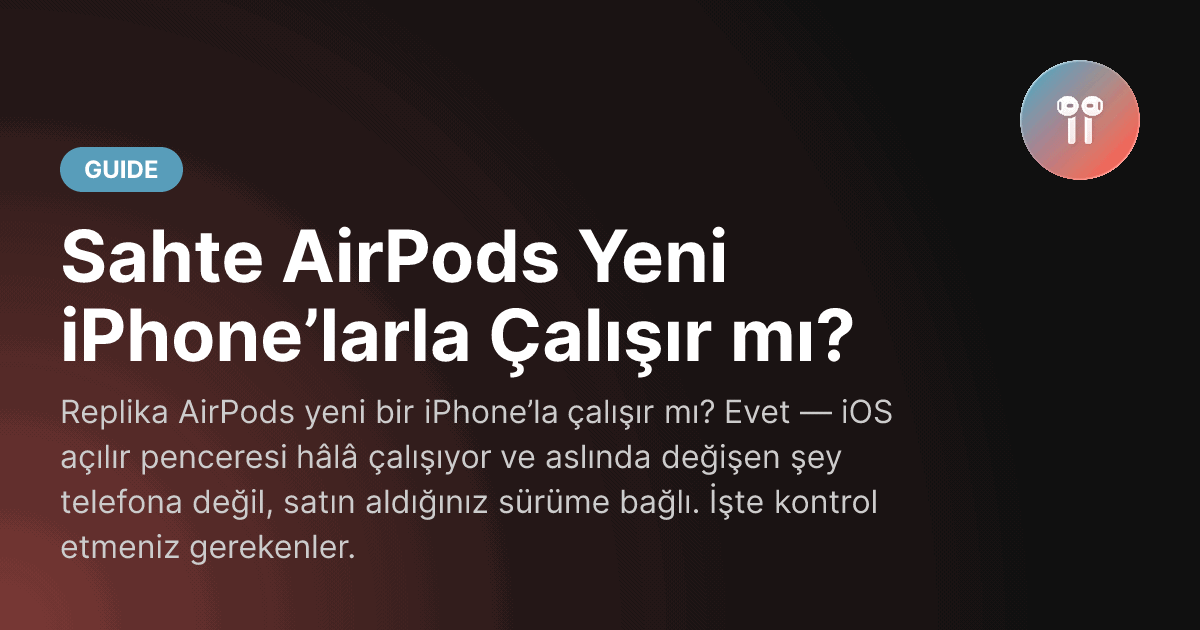 GUIDE
Sahte AirPods Yeni
iPhone’larla Çalışır mı?
Replika AirPods yeni bir iPhone’la çalışır mı? Evet — iOS
açılır penceresi hâlâ çalışıyor ve aslında değişen şey
telefona değil, satın aldığınız sürüme bağlı. İşte kontrol
etmeniz gerekenler.